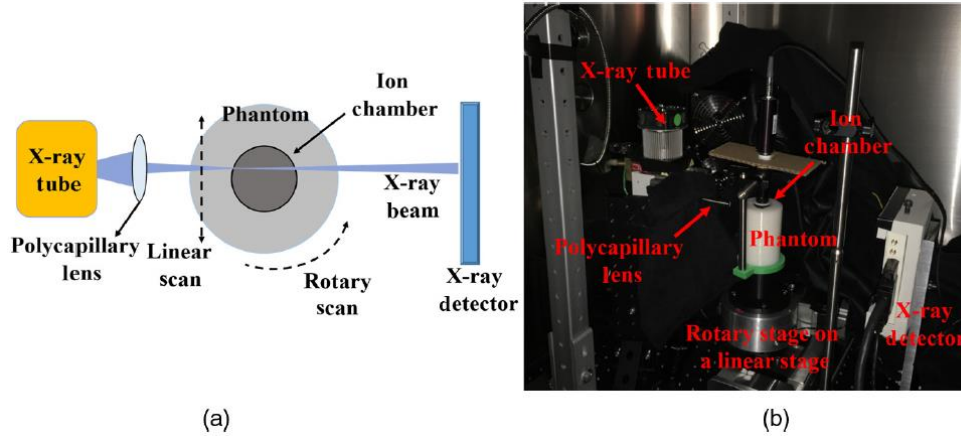 X-ray
tube
Polycapillary
lens
Linear
scan
Phantom
Ion
chamber
Rotary
scan
X-ray
beam
X-ray
detector
(a)
X-ray tube
Ion
chamber
Polycapillary
lens
Phantom
Rotary stage on
a linear stage
X-ray
detector
(b)